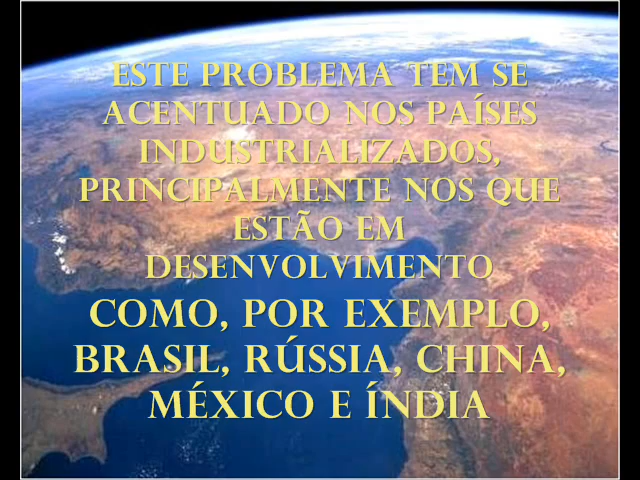 ESTE PROBLEMA TEM SE
ACENTUADO NOS PAÍSES
INDUSTRIALIZADOS,
PRINCIPALMENTE NOS QUE
ESTÃO EM
DESENVOLVIMENTO
COMO, POR EXEMPLO,
BRASIL, RÚSSIA, CHINA,
MÉXICO E ÍNDIA